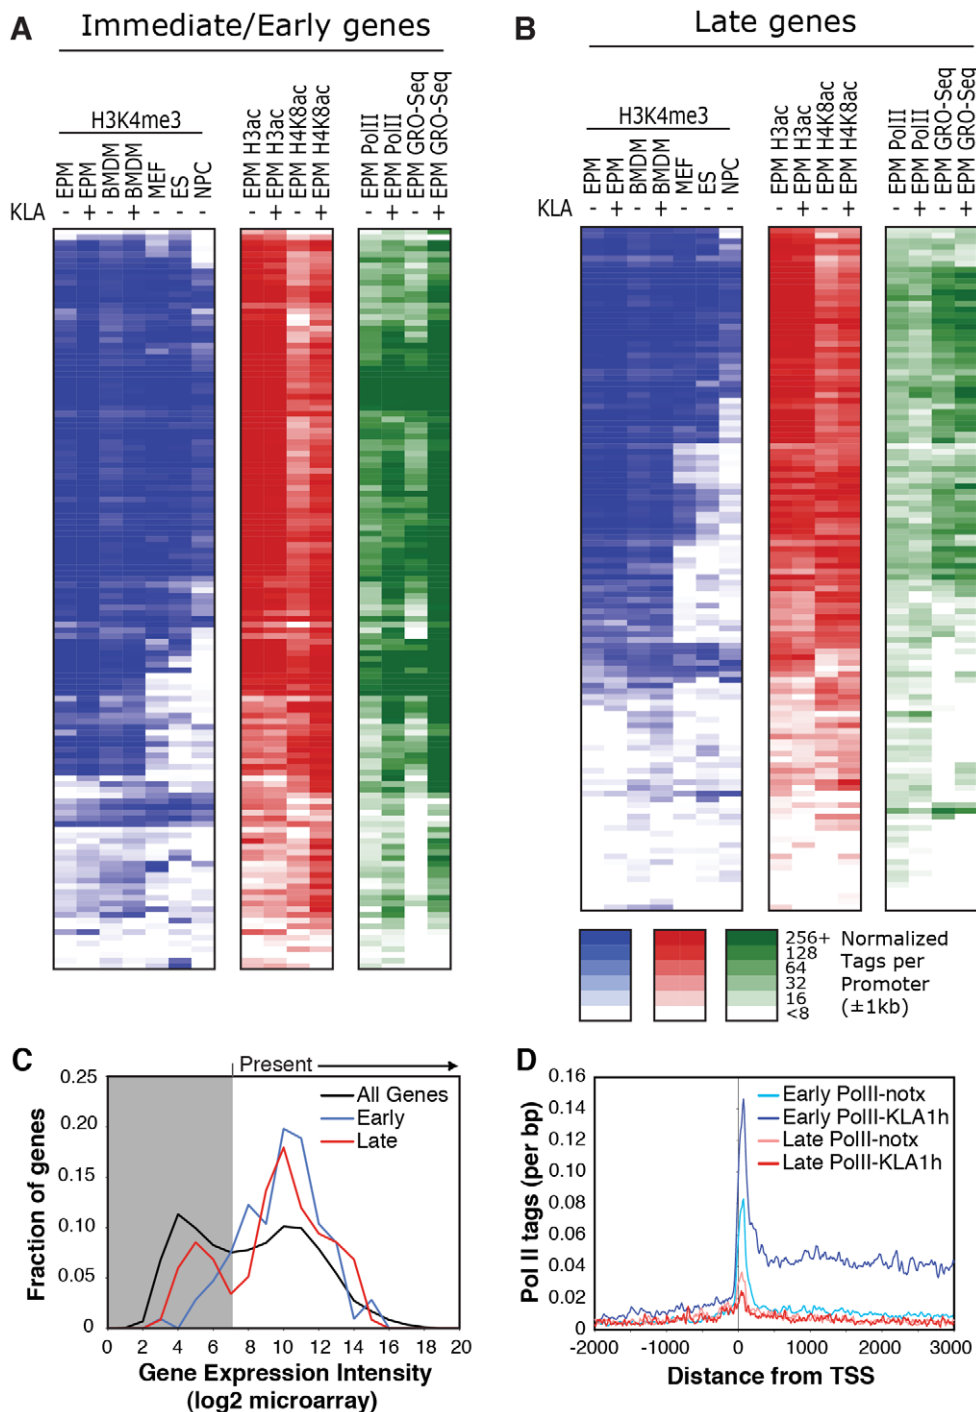 A
Immediate/Early genes
H3K4me3
EPM
EPM
BMDM
BMDM
MEF
ES
NPC
EPM H3ac
EPM H3ac
EPM H4K8ac
EPM H4K8ac
EPM PolII
EPM PolII
EPM GRO-Seq
EPM GRO-Seq
KLA - + - + - - - - + - + - + - +
B
Late genes
H3K4me3
EPM
EPM
BMDM
BMDM
MEF
ES
NPC
EPM H3ac
EPM H3ac
EPM H4K8ac
EPM H4K8ac
EPM PolII
EPM PolII
EPM GRO-Seq
EPM GRO-Seq
KLA - + - + - - - - + - + - + - +
256+
128
64
32
16
<8
Normalized
Tags per
Promoter
(±1kb)
C
Present
0.25
0.20
0.15
0.10
0.05
0
Fraction of genes
All Genes
Early
Late
0 2 4 6 8 10 12 14 16 18 20
Gene Expression Intensity
(log2 microarray)
D
0.16
0.14
0.12
0.10
0.08
0.06
0.04
0.02
0
Pol II tags (per bp)
Early PolII-notx
Early PolII-KLA1h
Late PolII-notx
Late PolII-KLA1h
-2000 -1000 0 1000 2000 3000
Distance from TSS